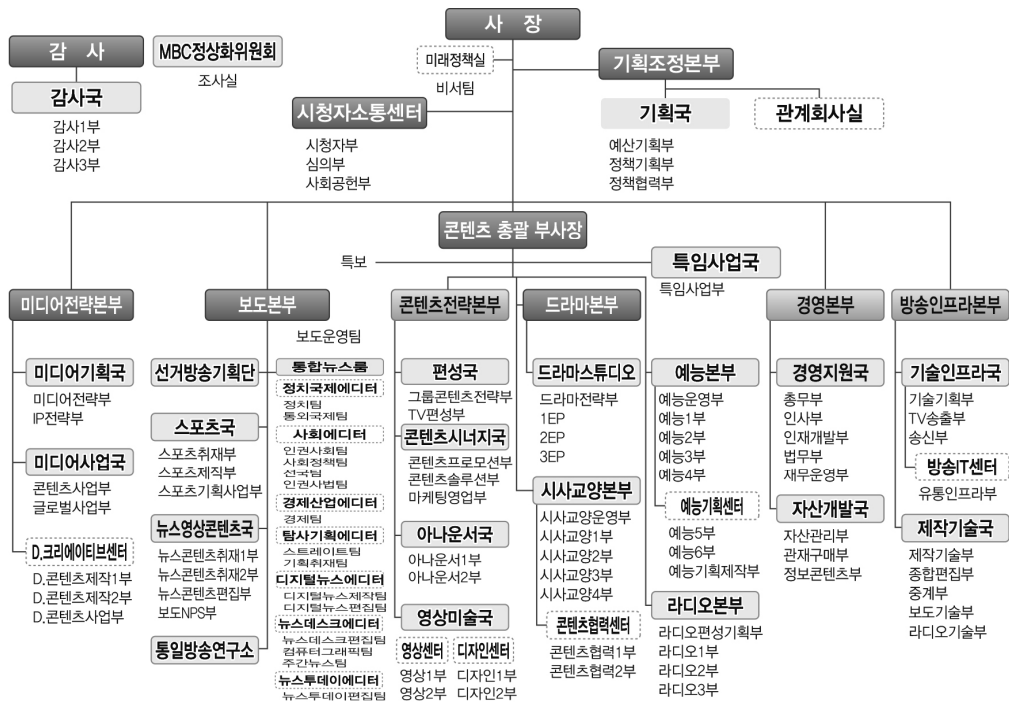 사 장
감 사
MBC정상화위원회
조사실
미래정책실
비서팀
기획조정본부
감사국
감사1부
감사2부
감사3부
시청자소통센터
시청자부
심의부
사회공헌부
기획국
예산기획부
정책기획부
정책협력부
관계회사실
콘텐츠 총괄 부사장
특보
특임사업국
특임사업부
미디어전략본부
미디어기획국
미디어전략부
IP전략부
미디어사업국
콘텐츠사업부
글로벌사업부
D.크리에이티브센터
D.콘텐츠제작1부
D.콘텐츠제작2부
D.콘텐츠사업부
보도본부
보도운영팀
선거방송기획단
스포츠국
스포츠취재부
스포츠제작부
스포츠기획사업부
뉴스영상콘텐츠국
뉴스콘텐츠취재1부
뉴스콘텐츠취재2부
뉴스콘텐츠편집부
보도NPS부
통일방송연구소
통합뉴스룸
정치국제에디터
정치팀
통외국제팀
사회에디터
인권사회팀
사회정책팀
전국팀
인권사법팀
경제산업에디터
경제팀
탐사기획에디터
스트레이트팀
기획취재팀
디지털뉴스에디터
디지털뉴스제작팀
디지털뉴스편집팀
뉴스데스크에디터
뉴스데스크편집팀
컴퓨터그래픽팀
주간뉴스팀
뉴스투데이에디터
뉴스투데이편집팀
콘텐츠전략본부
편성국
그룹콘텐츠전략부
TV편성부
콘텐츠시너지국
콘텐츠프로모션부
콘텐츠솔루션부
마케팅영업부
아나운서국
아나운서1부
아나운서2부
영상미술국
영상센터
영상1부
영상2부
디자인센터
디자인1부
디자인2부
드라마본부
드라마스튜디오
드라마전략부
1EP
2EP
3EP
시사교양본부
시사교양운영부
시사교양1부
시사교양2부
시사교양3부
시사교양4부
콘텐츠협력센터
콘텐츠협력1부
콘텐츠협력2부
예능본부
예능운영부
예능1부
예능2부
예능3부
예능4부
예능기획센터
예능5부
예능6부
예능기획제작부
라디오본부
라디오편성기획부
라디오1부
라디오2부
라디오3부
경영본부
경영지원국
총무부
인사부
인재개발부
법무부
재무운영부
자산개발국
자산관리부
관재구매부
정보콘텐츠부
방송인프라본부
기술인프라국
기술기획부
TV송출부
송신부
방송IT센터
유통인프라부
제작기술국
제작기술부
종합편집부
중계부
보도기술부
라디오기술부